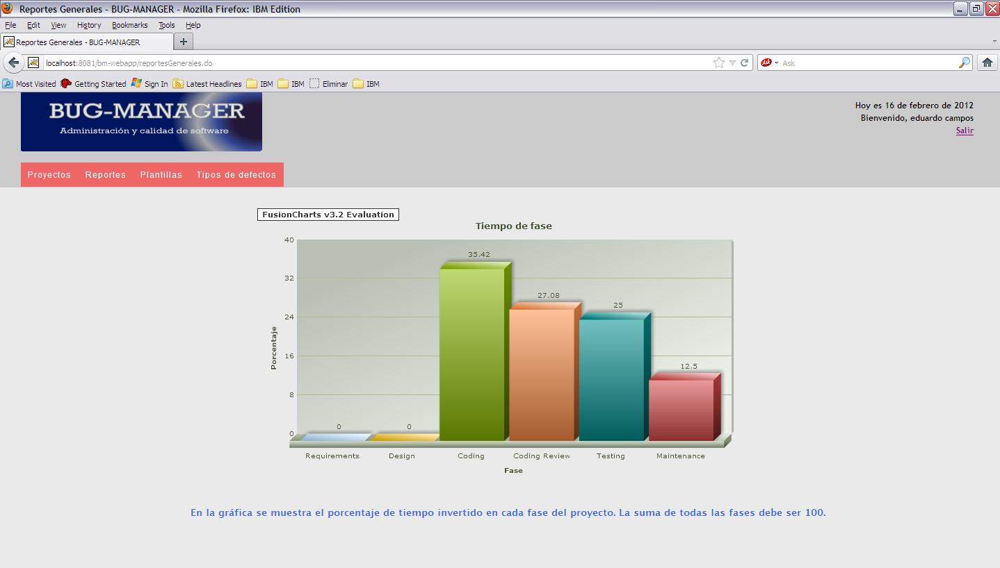 Reportes Generales - BUG-MANAGER - Mozilla Firefox: IBM Edition
File Edit View History Bookmarks Tools Help
Reportes Generales - BUG-MANAGER
localhost:8081/bm-webapp/reportesGenerales.do
Ask Ask
Most Visited Getting Started Sign In Latest Headlines IBM IBM Eliminar IBM
BUG-MANAGER
Administración y calidad de software
Hoy es 16 de febrero de 2012
Bienvenido, eduardo campos
Salir
Proyectos Reportes Plantillas Tipos de defectos
FusionCharts v3.2 Evaluation
Tiempo de fase
Porcentaje
40
32
24
16
8
0
0 0 35.42 27.08 25 12.5
Requirements Design Coding Coding Review Testing Maintenance
Fase
En la gráfica se muestra el porcentaje de tiempo invertido en cada fase del proyecto. La suma de todas las fases debe ser 100.